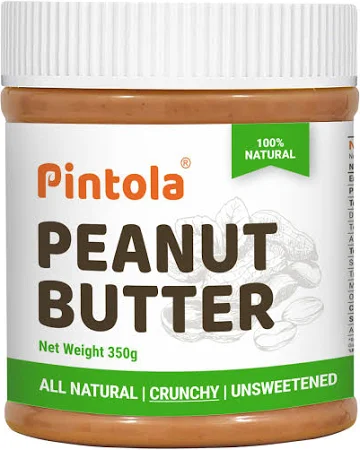 100%
NATURAL
Pintola®
PEANUT
BUTTER
Net Weight 350g
ALL NATURAL | CRUNCHY | UNSWEETENED